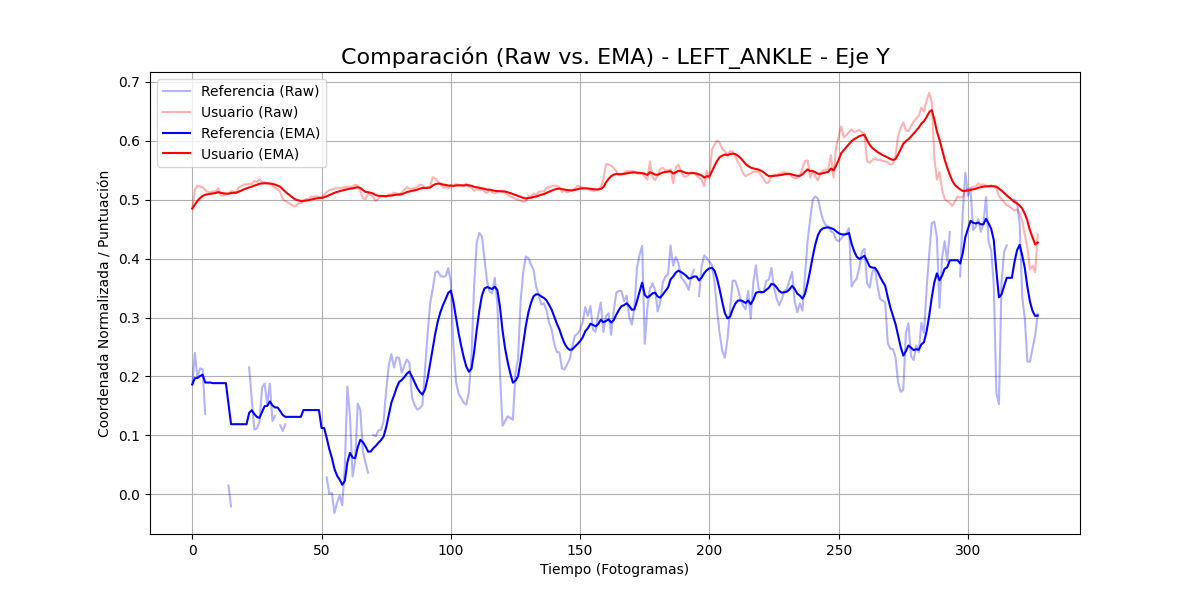 Comparación (Raw vs. EMA) - LEFT_ANKLE - Eje Y
Referencia (Raw)
Usuario (Raw)
Referencia (EMA)
Usuario (EMA)
Coordenada Normalizada / Puntuación
0.7
0.6
0.5
0.4
0.3
0.2
0.1
0.0
0 50 100 150 200 250 300
Tiempo (Fotogramas)